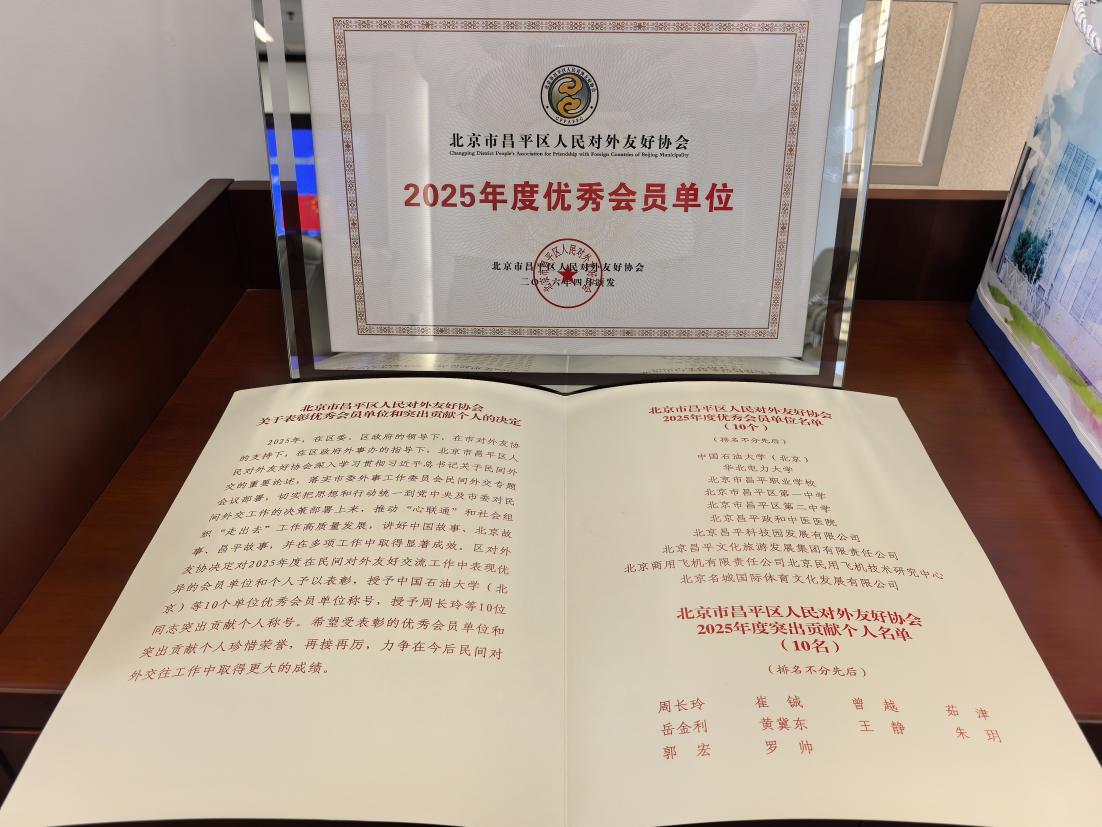 北京市昌平区人民对外友好协会
Changping District People's Association for Friendship with Foreign Countries of Beijing Municipality
2025年度优秀会员单位
北京市昌平区人民对外友好协会
二〇二六年四月颁发
北京市昌平区人民对外友好协会
关于表彰优秀会员单位和突出贡献个人的决定
2025年，在区委、区政府的领导下，在市对外友协
的支持下，在区政府外事办的指导下，北京市昌平区人
民对外友好协会深入学习贯彻习近平总书记关于民间外
交的重要论述，落实市委外事工作委员会民间外交专题
会议部署，切实把思想和行动统一到党中央及市委对民
间外交工作的决策部署上来，推动“心联通”和社会组
织“走出去”工作高质量发展，讲好中国故事、北京故
事、昌平故事，并在多项工作中取得显著成效。区对外
友协决定对2025年度在民间对外友好交流工作中表现优
异的会员单位和个人予以表彰，授予中国石油大学（北
京）等10个单位优秀会员单位称号，授予周长玲等10位
同志突出贡献个人称号。希望受表彰的优秀会员单位和
突出贡献个人珍惜荣誉，再接再厉，力争在今后民间对
外交往工作中取得更大的成绩。
北京市昌平区人民对外友好协会
2025年度优秀会员单位名单
（10个）
（排名不分先后）
中国石油大学（北京）
华北电力大学
北京市昌平职业学校
北京市昌平区第一中学
北京市昌平区第二中学
北京昌平政和中医医院
北京昌平科技园发展有限公司
北京昌平文化旅游发展集团有限责任公司
北京商用飞机有限责任公司北京民用飞机技术研究中心
北京名城国际体育文化发展有限公司
北京市昌平区人民对外友好协会
2025年度突出贡献个人名单
（10名）
（排名不分先后）
周长玲 崔 铖 曾 越 茹 津
岳金利 黄冀东 王 静 朱 玥
郭 宏 罗 帅